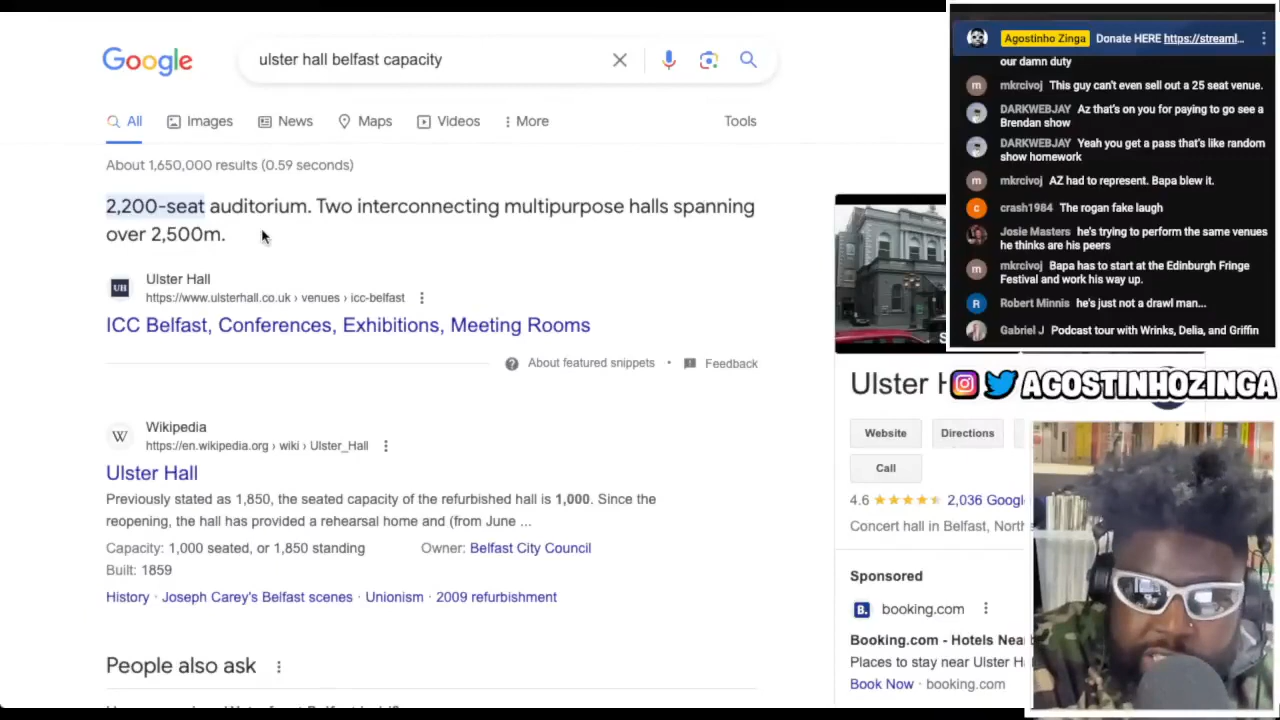 Google
ulster hall belfast capacity
All
Images
News
Maps
Videos
More
Tools
About 1,650,000 results (0.59 seconds)
2,200-seat auditorium. Two interconnecting multipurpose halls spanning
over 2,500m.
UH
Ulster Hall
https://www.ulsterhall.co.uk › venues › icc-belfast
ICC Belfast, Conferences, Exhibitions, Meeting Rooms
About featured snippets
•
Feedback
W
Wikipedia
https://en.wikipedia.org › wiki › Ulster_Hall
Ulster Hall
Previously stated as 1,850, the seated capacity of the refurbished hall is 1,000. Since the
reopening, the hall has provided a rehearsal home and (from June ...
Capacity: 1,000 seated, or 1,850 standing
Owner: Belfast City Council
Built: 1859
History · Joseph Carey's Belfast scenes · Unionism · 2009 refurbishment
People also ask
Ulster H
Website
Directions
Call
4.6
2,036 Googl
Concert hall in Belfast, North
Sponsored
B.
booking.com
Booking.com - Hotels Nea
Places to stay near Ulster H
Book Now · booking.com
Agostinho Zinga Donate HERE https://streaml...
our damn duty
m
mkrcivoj This guy can't even sell out a 25 seat venue.
DARKWEBJAY Az that's on you for paying to go see a
Brendan show
DARKWEBJAY Yeah you get a pass that's like random
show homework
m
mkrcivoj AZ had to represent. Bapa blew it.
c
crash1984 The rogan fake laugh
Josie Masters he's trying to perform the same venues
he thinks are his peers
m
mkrcivoj Bapa has to start at the Edinburgh Fringe
Festival and work his way up.
R
Robert Minnis he's just not a drawl man...
Gabriel J Podcast tour with Wrinks, Delia, and Griffin
AGOSTINHOZINGA